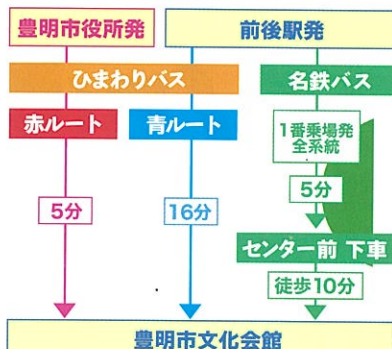 豊明市役所発
前後駅発
ひまわりバス
名鉄バス
赤ルート
青ルート
1番乗場発
全系統
5分
16分
5分
センター前 下車
徒歩10分
豊明市文化会館